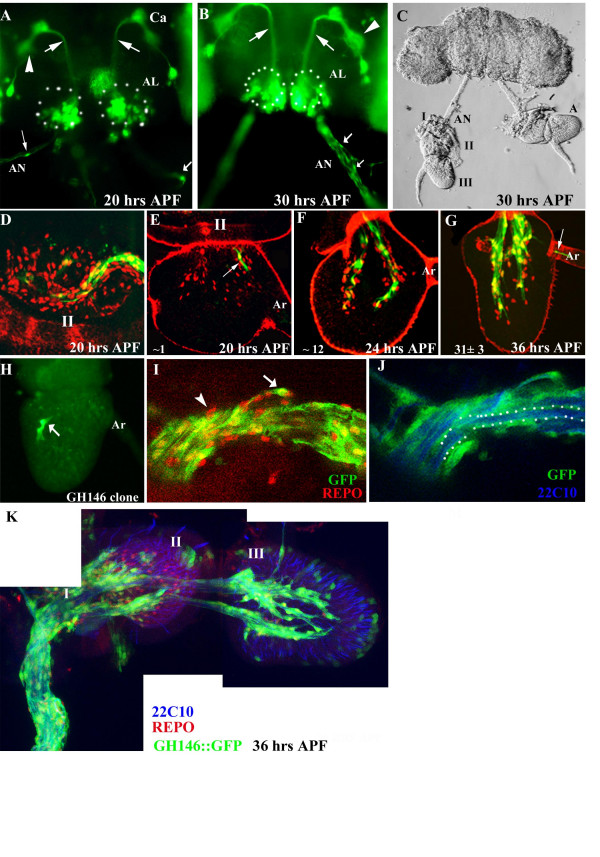 A
Ca
AL
AN
20 hrs APF
B
AL
AN
30 hrs APF
C
I
AN
II
III
A
30 hrs APF
D
II
20 hrs APF
E
II
Ar
~1
20 hrs APF
F
Ar
~ 12
24 hrs APF
G
Ar
31± 3
36 hrs APF
H
Ar
GH146 clone
I
GFP
REPO
J
GFP
22C10
K
I
II
III
22C10
REPO
GH146::GFP 36 hrs APF